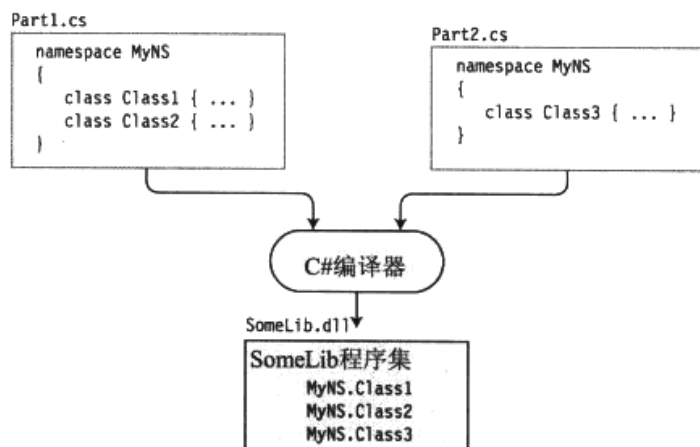 Part1.cs
namespace MyNS
{
class Class1 { ... }
class Class2 { ... }
}
Part2.cs
namespace MyNS
{
class Class3 { ... }
}
C#编译器
SomeLib.dll
SomeLib程序集
MyNS.Class1
MyNS.Class2
MyNS.Class3